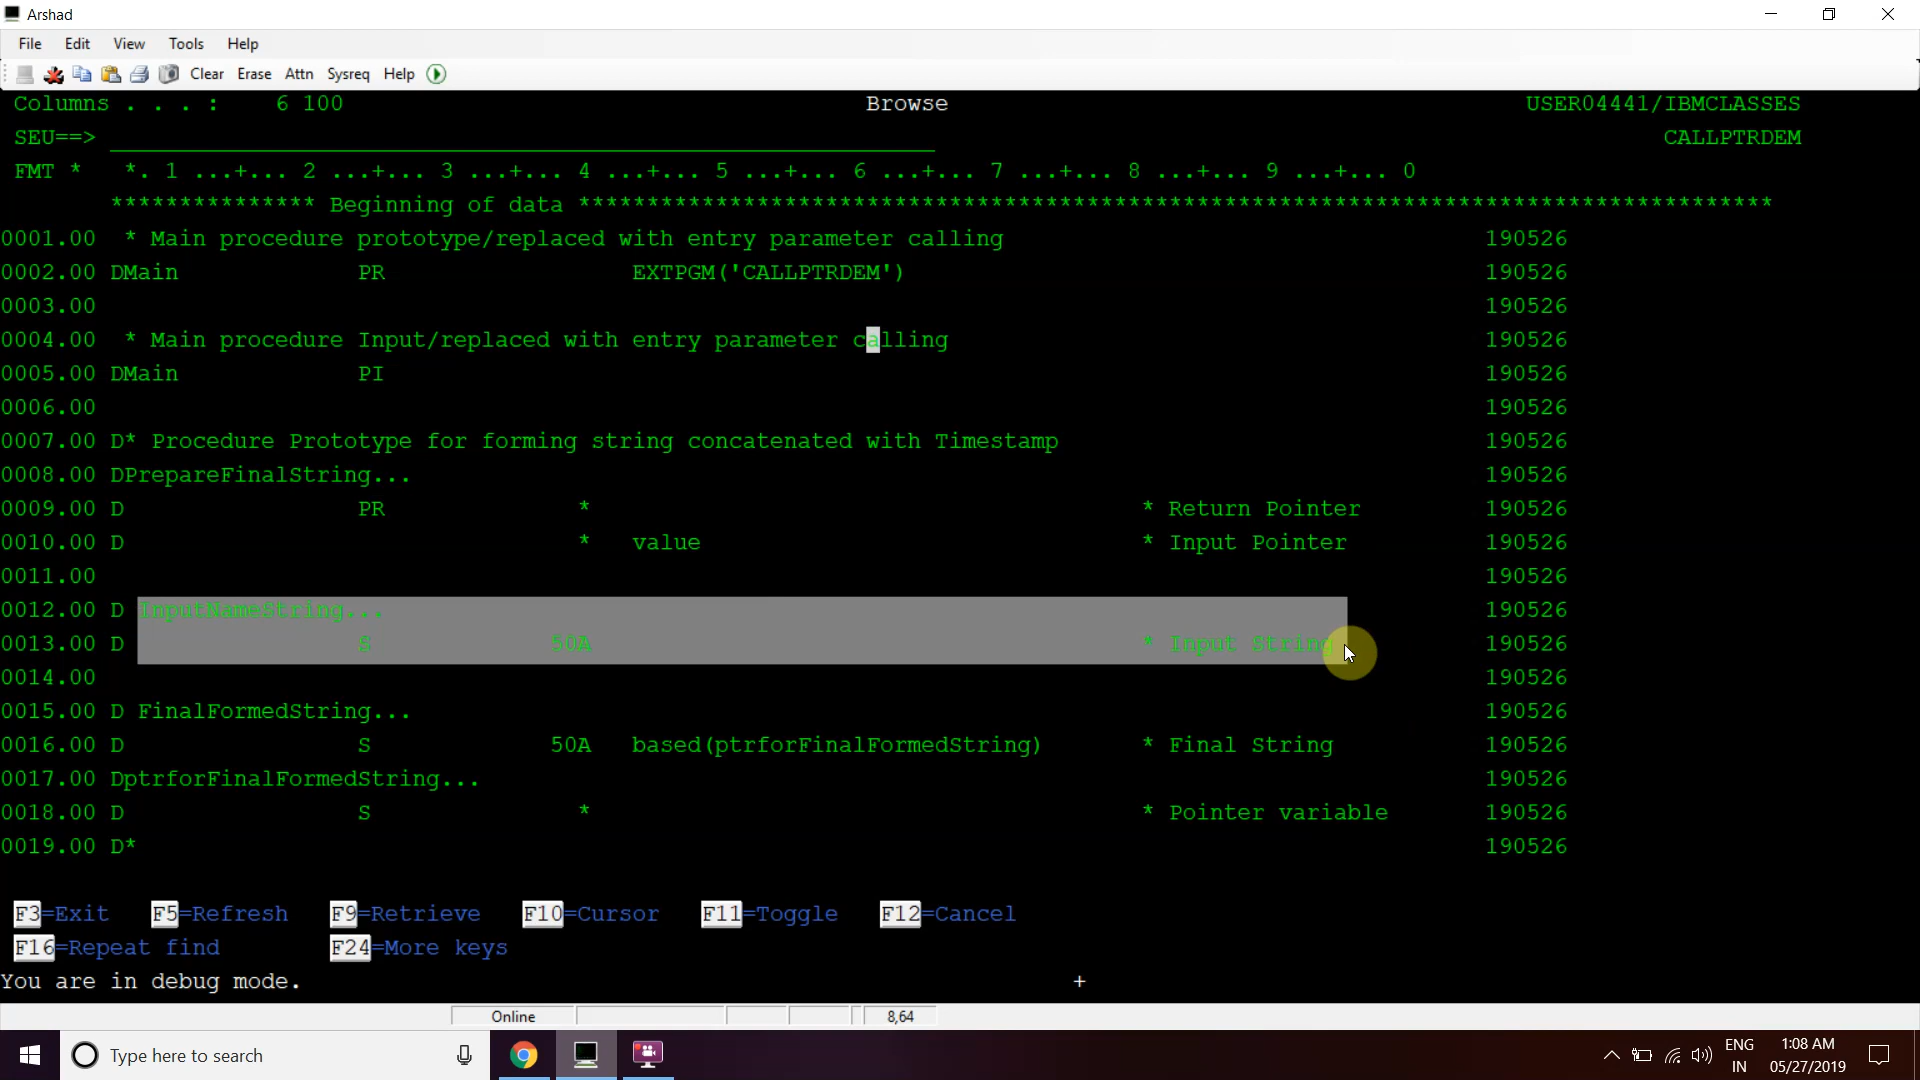 Arshad
File Edit View Tools Help
Clear Erase Attn Sysreq Help
Columns . . . : 6 100 Browse USER04441/IBMCLASSES
SEU==> CALLPTRDEM
FMT * *. 1 ...+... 2 ...+... 3 ...+... 4 ...+... 5 ...+... 6 ...+... 7 ...+... 8 ...+... 9 ...+... 0
*************** Beginning of data ***************************************************************************************
0001.00 * Main procedure prototype/replaced with entry parameter calling 190526
0002.00 DMain PR EXTPGM('CALLPTRDEM') 190526
0003.00 190526
0004.00 * Main procedure Input/replaced with entry parameter calling 190526
0005.00 DMain PI 190526
0006.00 190526
0007.00 D* Procedure Prototype for forming string concatenated with Timestamp 190526
0008.00 DPrepareFinalString... 190526
0009.00 D PR * * Return Pointer 190526
0010.00 D * value * Input Pointer 190526
0011.00 190526
0012.00 D InputNameString... 190526
0013.00 D S 50A * Input String 190526
0014.00 190526
0015.00 D FinalFormedString... 190526
0016.00 D S 50A based(ptrforFinalFormedString) * Final String 190526
0017.00 DptrforFinalFormedString... 190526
0018.00 D S * * Pointer variable 190526
0019.00 D* 190526
F3=Exit F5=Refresh F9=Retrieve F10=Cursor F11=Toggle F12=Cancel
F16=Repeat find F24=More keys
You are in debug mode. +
Online 8,64
Type here to search ENG 1:08 AM
IN 05/27/2019